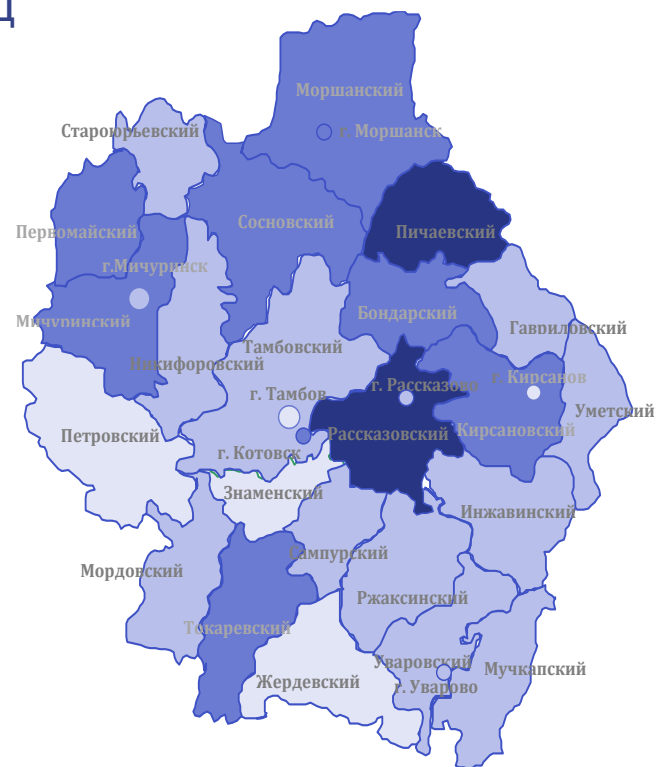 Моршанский
Староюрьевский
г. Моршанск
Сосновский
Первомайский
Пичаевский
г.Мичуринск
Бондарский
Мичуринский
Гавриловский
Тамбовский
Никифоровский
г. Кирсанов
г. Рассказово
г. Тамбов
Уметский
Петровский
Рассказовский
Кирсановский
г. Котовск
Знаменский
Инжавинский
Сампурский
Мордовский
Ржаксинский
Токаревский
Уваровский
Мучкапский
Жердевский
г. Уварово